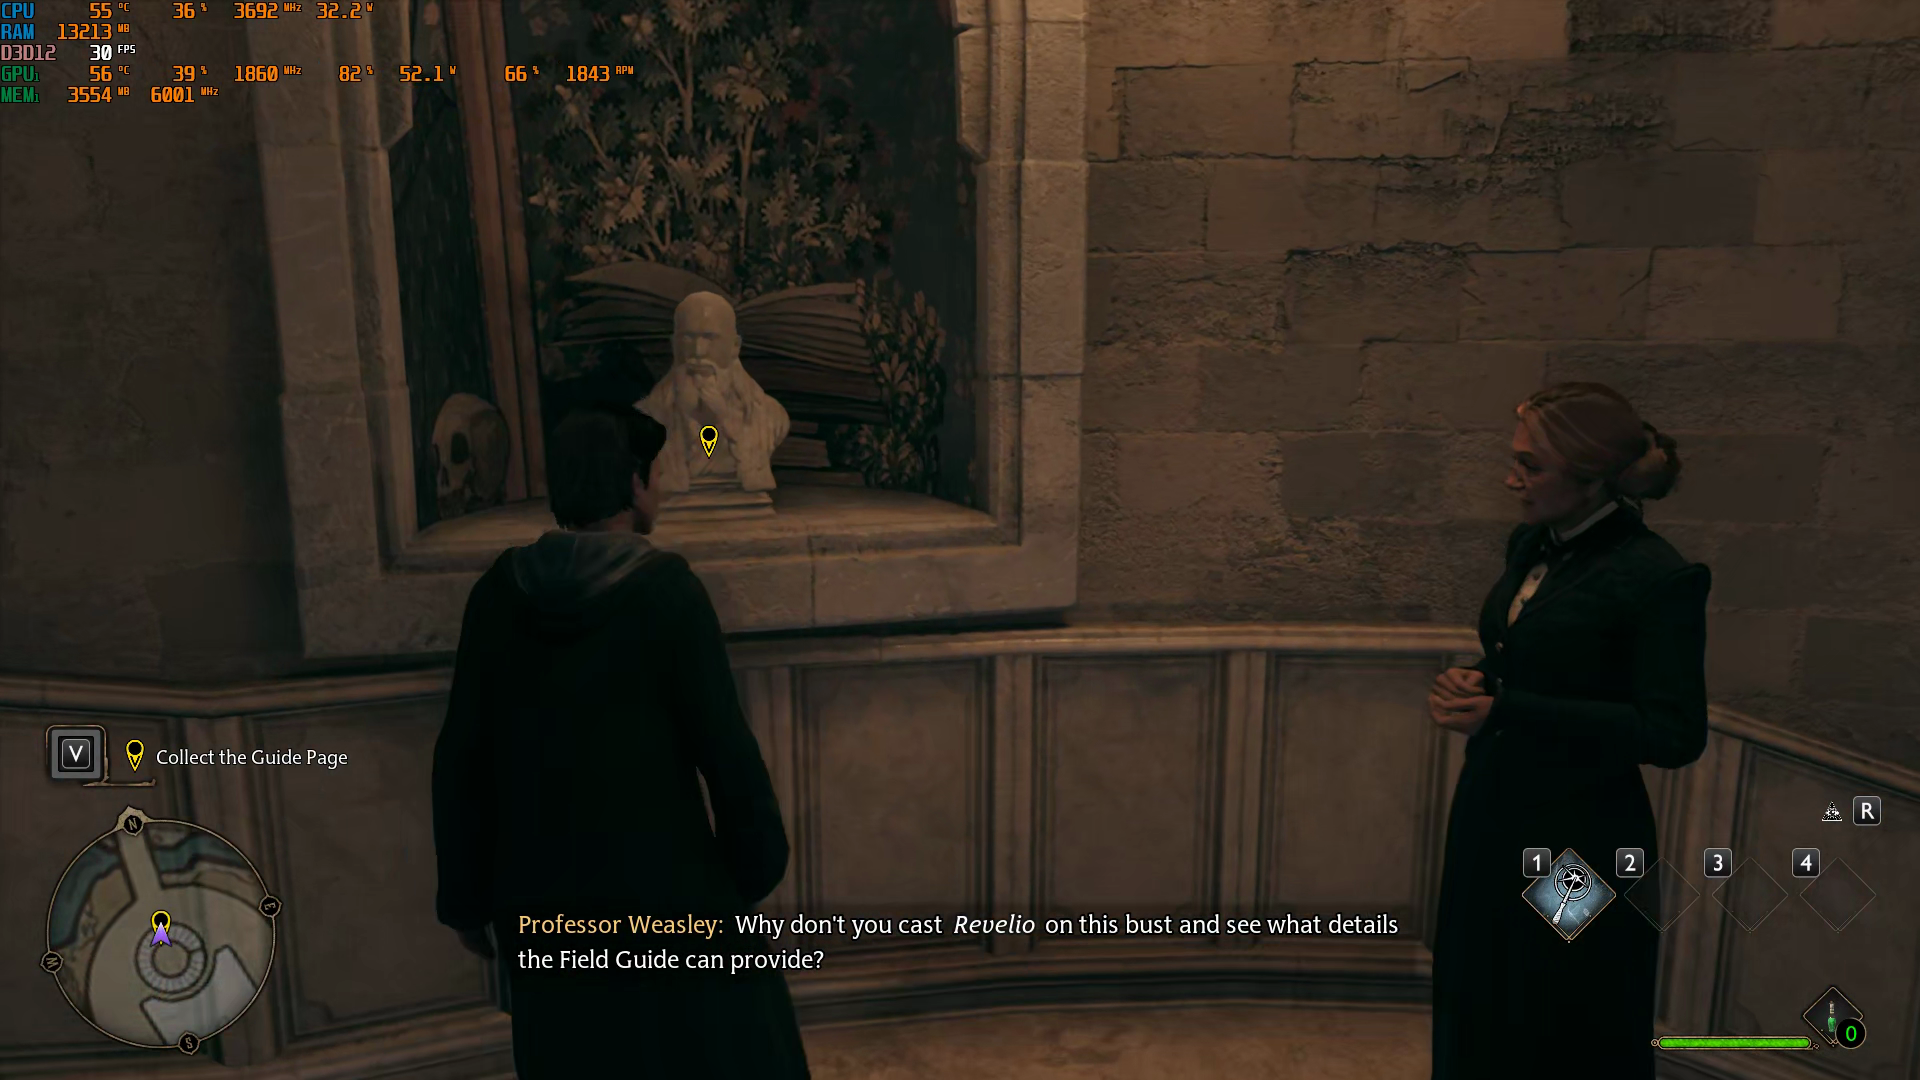 CPU 55 °C 36 % 3692 MHz 32.2 W
RAM 13213 MB
D3D12 30 FPS
GPU1 56 °C 39 % 1860 MHz 82 % 52.1 W 66 % 1843 RPM
MEM1 3554 MB 6001 MHz
V Collect the Guide Page
N
E
W
S
R
1 2 3 4
Professor Weasley: Why don't you cast Revelio on this bust and see what details
the Field Guide can provide?
0